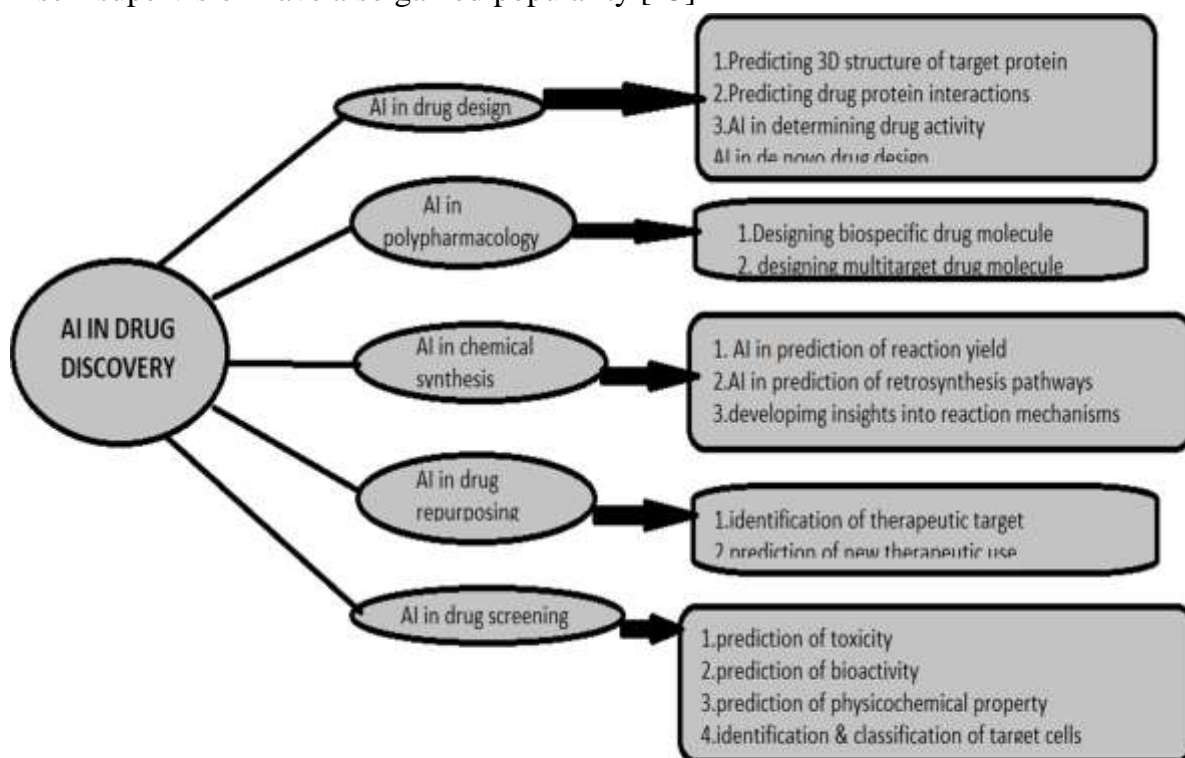 AI in drug design
1.Predicting 3D structure of target protein
2.Predicting drug protein interactions
3.AI in determining drug activity
AI in de novo drug design
AI in
polypharmacology
1.Designing biospecific drug molecule
2. designing multitarget drug molecule
AI IN DRUG
DISCOVERY
AI in chemical
synthesis
1. AI in prediction of reaction yield
2.AI in prediction of retrosynthesis pathways
3.developimg insights into reaction mechanisms
AI in drug
repurposing
1.identification of therapeutic target
2.prediction of new therapeutic use
AI in drug screening
1.prediction of toxicity
2.prediction of bioactivity
3.prediction of physicochemical property
4.identification & classification of target cells